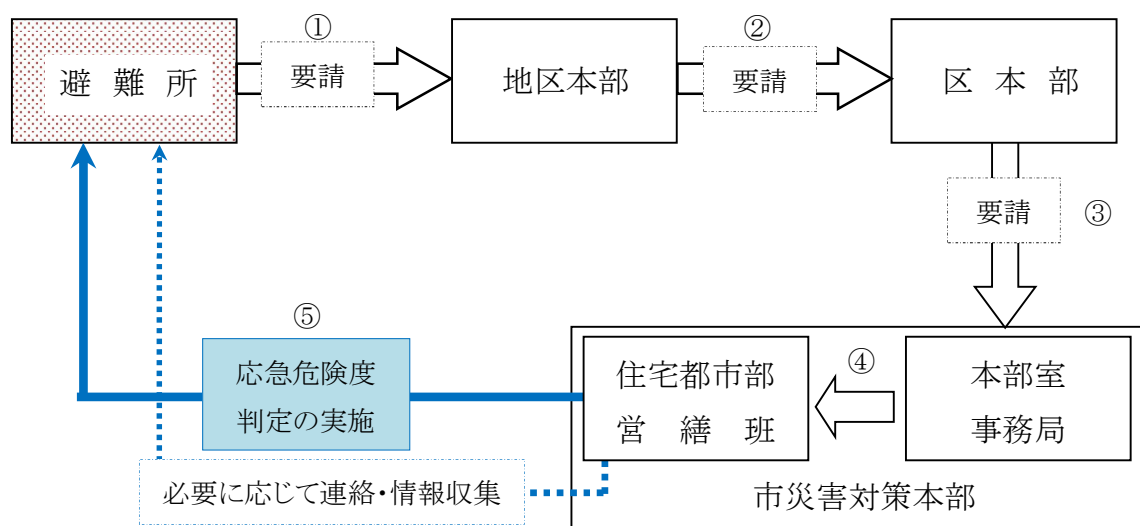 ①
②
避 難 所
要請
地区本部
要請
区 本 部
要請
③
⑤
応急危険度
判定の実施
住宅都市部
営 繕 班
④
本部室
事務局
必要に応じて連絡・情報収集
市災害対策本部